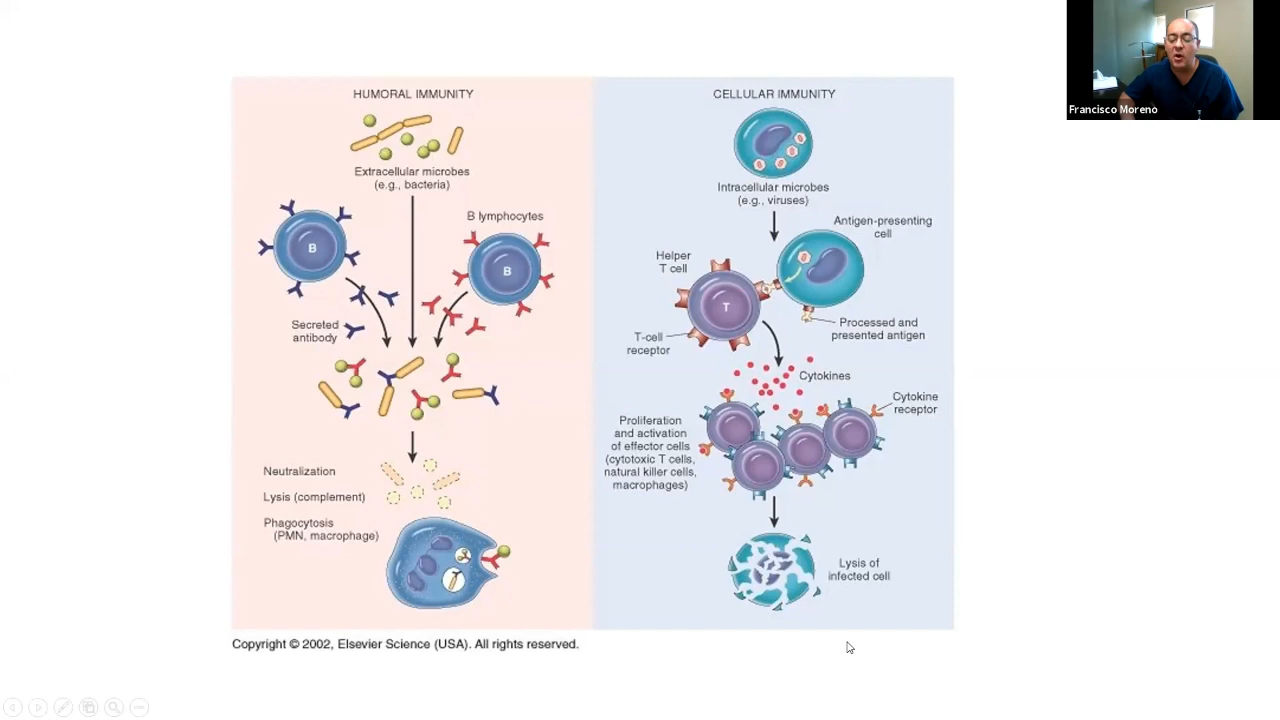 Francisco Moreno
HUMORAL IMMUNITY
Extracellular microbes
(e.g., bacteria)
B lymphocytes
B
B
Secreted
antibody
Neutralization
Lysis (complement)
Phagocytosis
(PMN, macrophage)
CELLULAR IMMUNITY
Intracellular microbes
(e.g., viruses)
Antigen-presenting
cell
Helper
T cell
T
T-cell
receptor
Processed and
presented antigen
Cytokines
Cytokine
receptor
Proliferation
and activation
of effector cells
(cytotoxic T cells,
natural killer cells,
macrophages)
Lysis of
infected cell
Copyright © 2002, Elsevier Science (USA). All rights reserved.